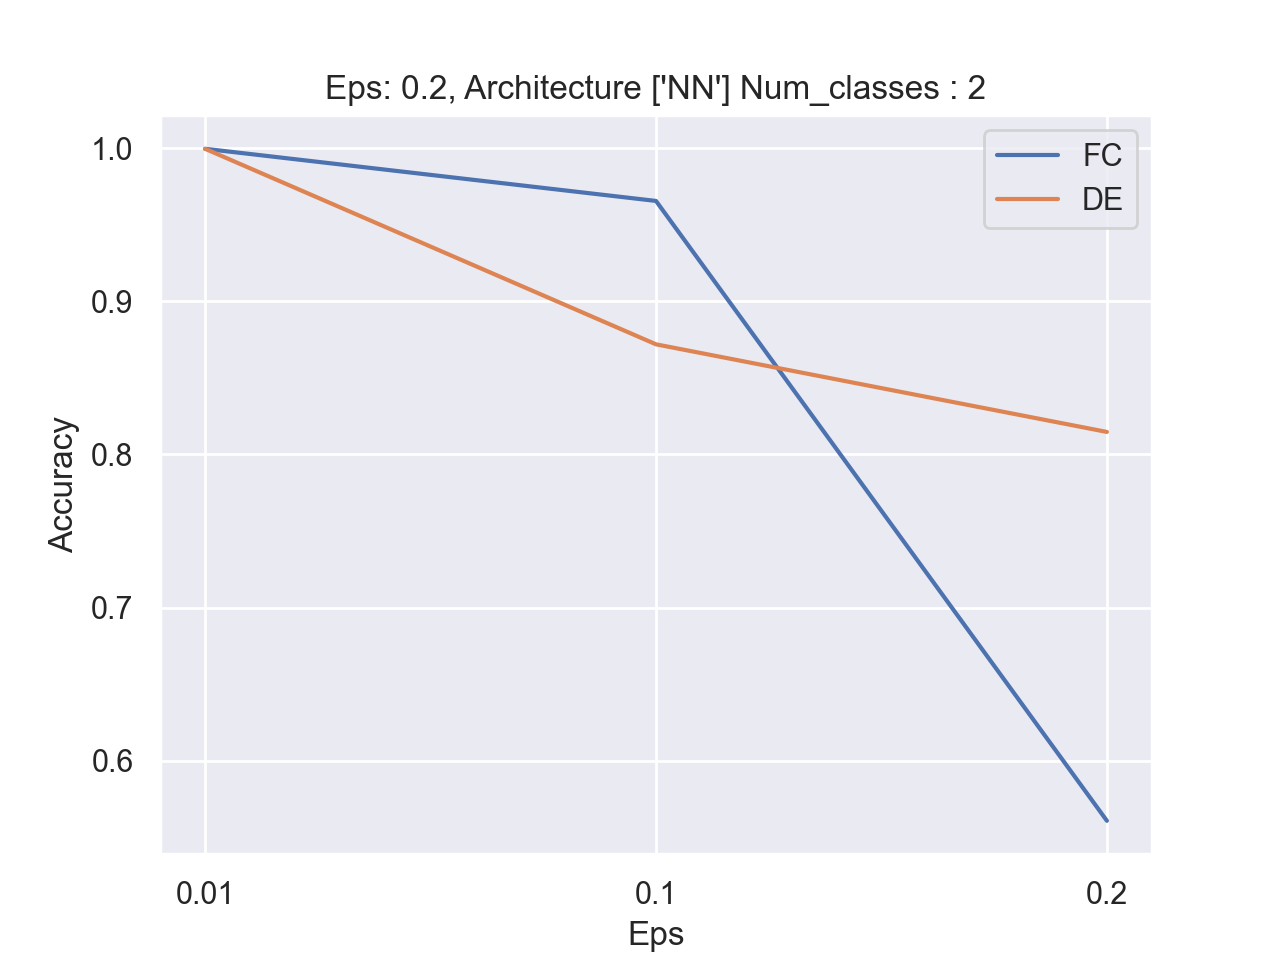 Eps: 0.2, Architecture ['NN'] Num_classes : 2
FC
DE
1.0
0.9
0.8
0.7
0.6
Accuracy
0.01 0.1 0.2
Eps